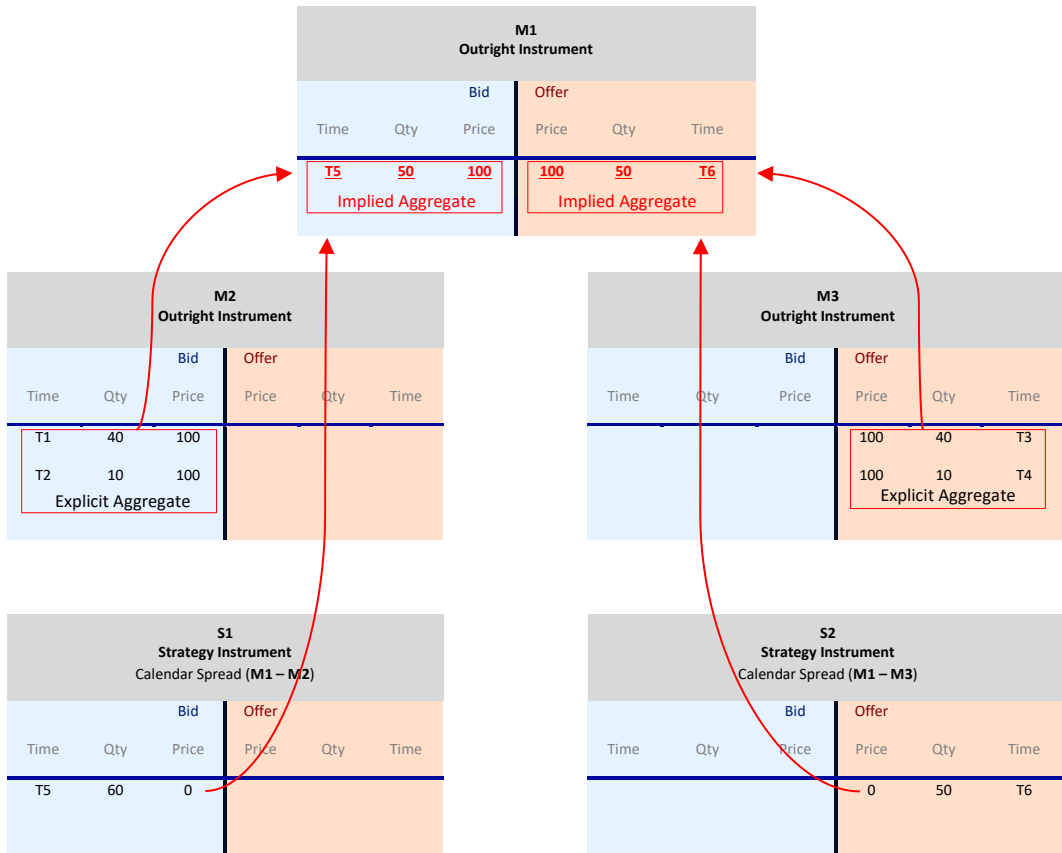 M1
Outright Instrument
Bid Offer
Time Qty Price Price Qty Time
T5 50 100 100 50 T6
Implied Aggregate Implied Aggregate
M2
Outright Instrument
Bid Offer
Time Qty Price Price Qty Time
T1 40 100
T2 10 100
Explicit Aggregate
M3
Outright Instrument
Bid Offer
Time Qty Price Price Qty Time
100 40 T3
100 10 T4
Explicit Aggregate
S1
Strategy Instrument
Calendar Spread (M1 – M2)
Bid Offer
Time Qty Price Price Qty Time
T5 60 0
S2
Strategy Instrument
Calendar Spread (M1 – M3)
Bid Offer
Time Qty Price Price Qty Time
0 50 T6